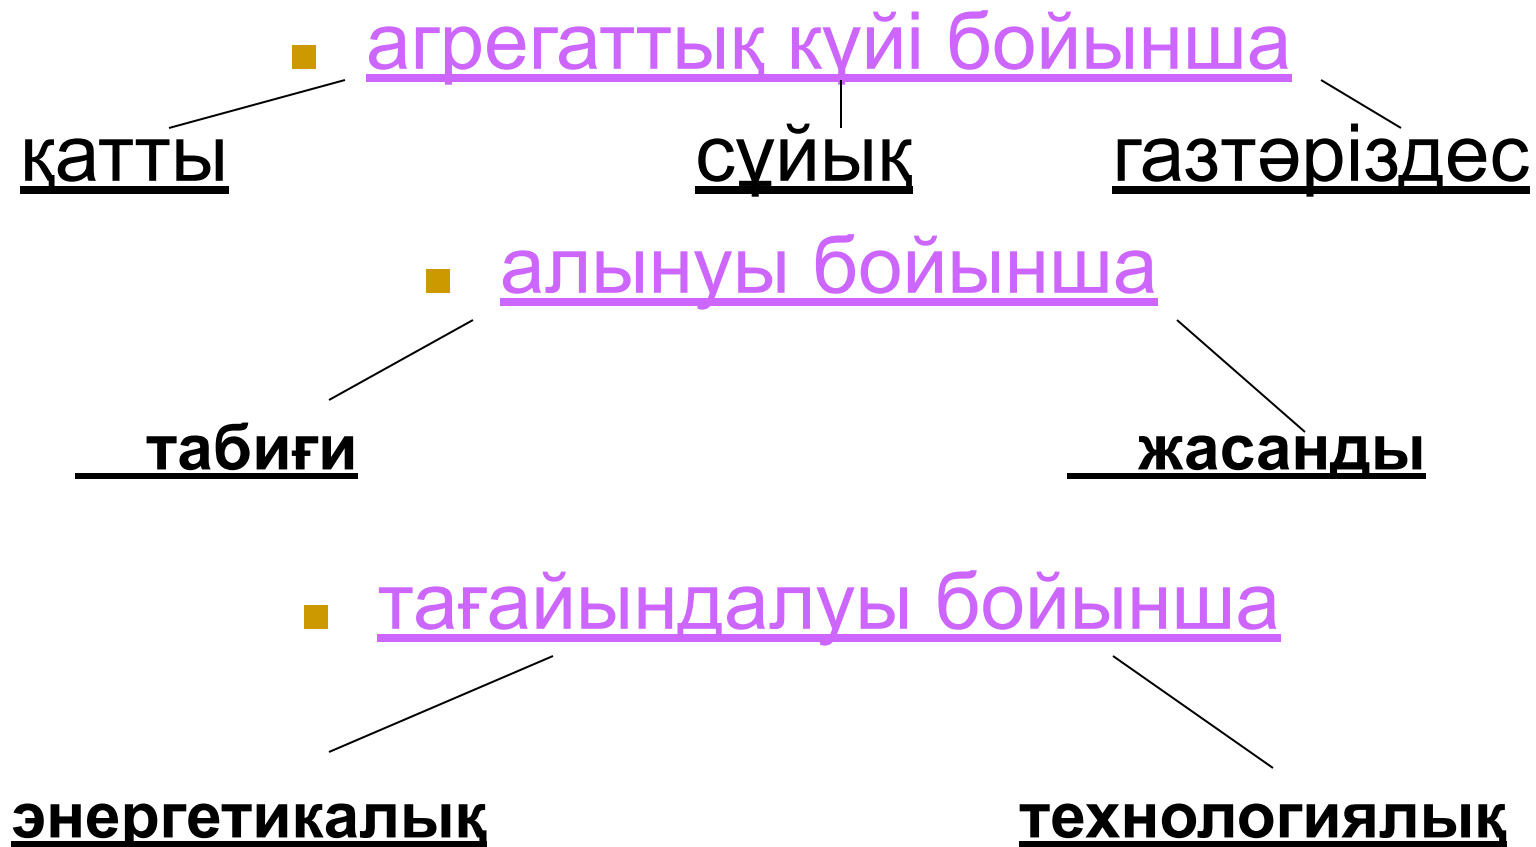 агрегаттық күйі бойынша
қатты сұйық газтәріздес
алынуы бойынша
табиғи жасанды
тағайындалуы бойынша
энергетикалық технологиялық